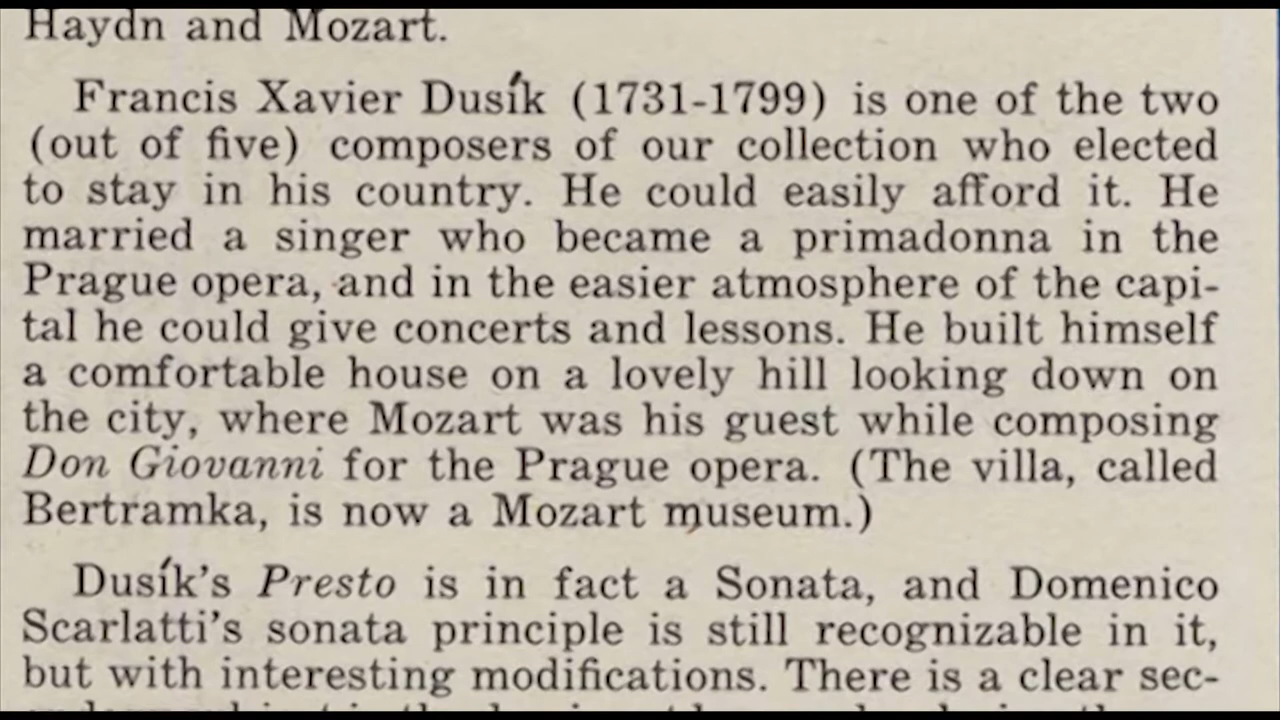 Haydn and Mozart.
Francis Xavier Dusík (1731-1799) is one of the two
(out of five) composers of our collection who elected
to stay in his country. He could easily afford it. He
married a singer who became a primadonna in the
Prague opera, and in the easier atmosphere of the capi-
tal he could give concerts and lessons. He built himself
a comfortable house on a lovely hill looking down on
the city, where Mozart was his guest while composing
Don Giovanni for the Prague opera. (The villa, called
Bertramka, is now a Mozart museum.)
Dusík's Presto is in fact a Sonata, and Domenico
Scarlatti's sonata principle is still recognizable in it,
but with interesting modifications. There is a clear sec-